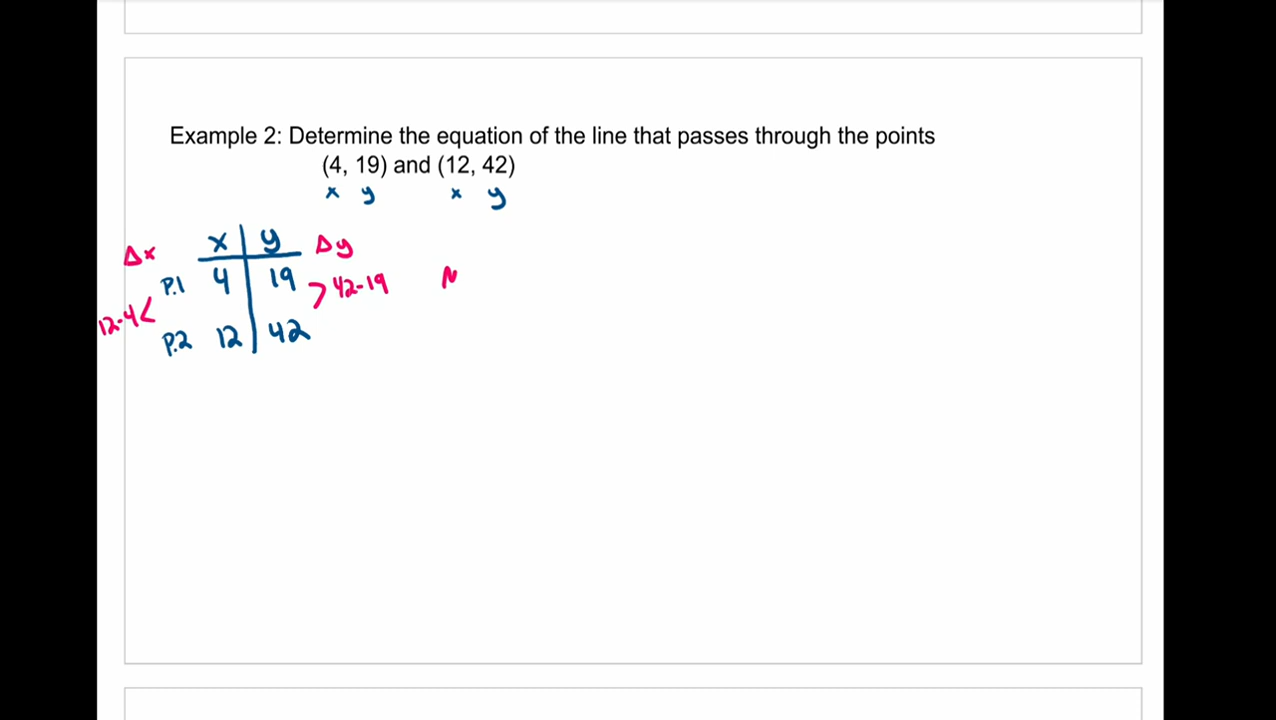 Example 2: Determine the equation of the line that passes through the points
(4, 19) and (12, 42)
x y x y
Δx x y Δy
P.1 4 19 42-19
12-4
P.2 12 42